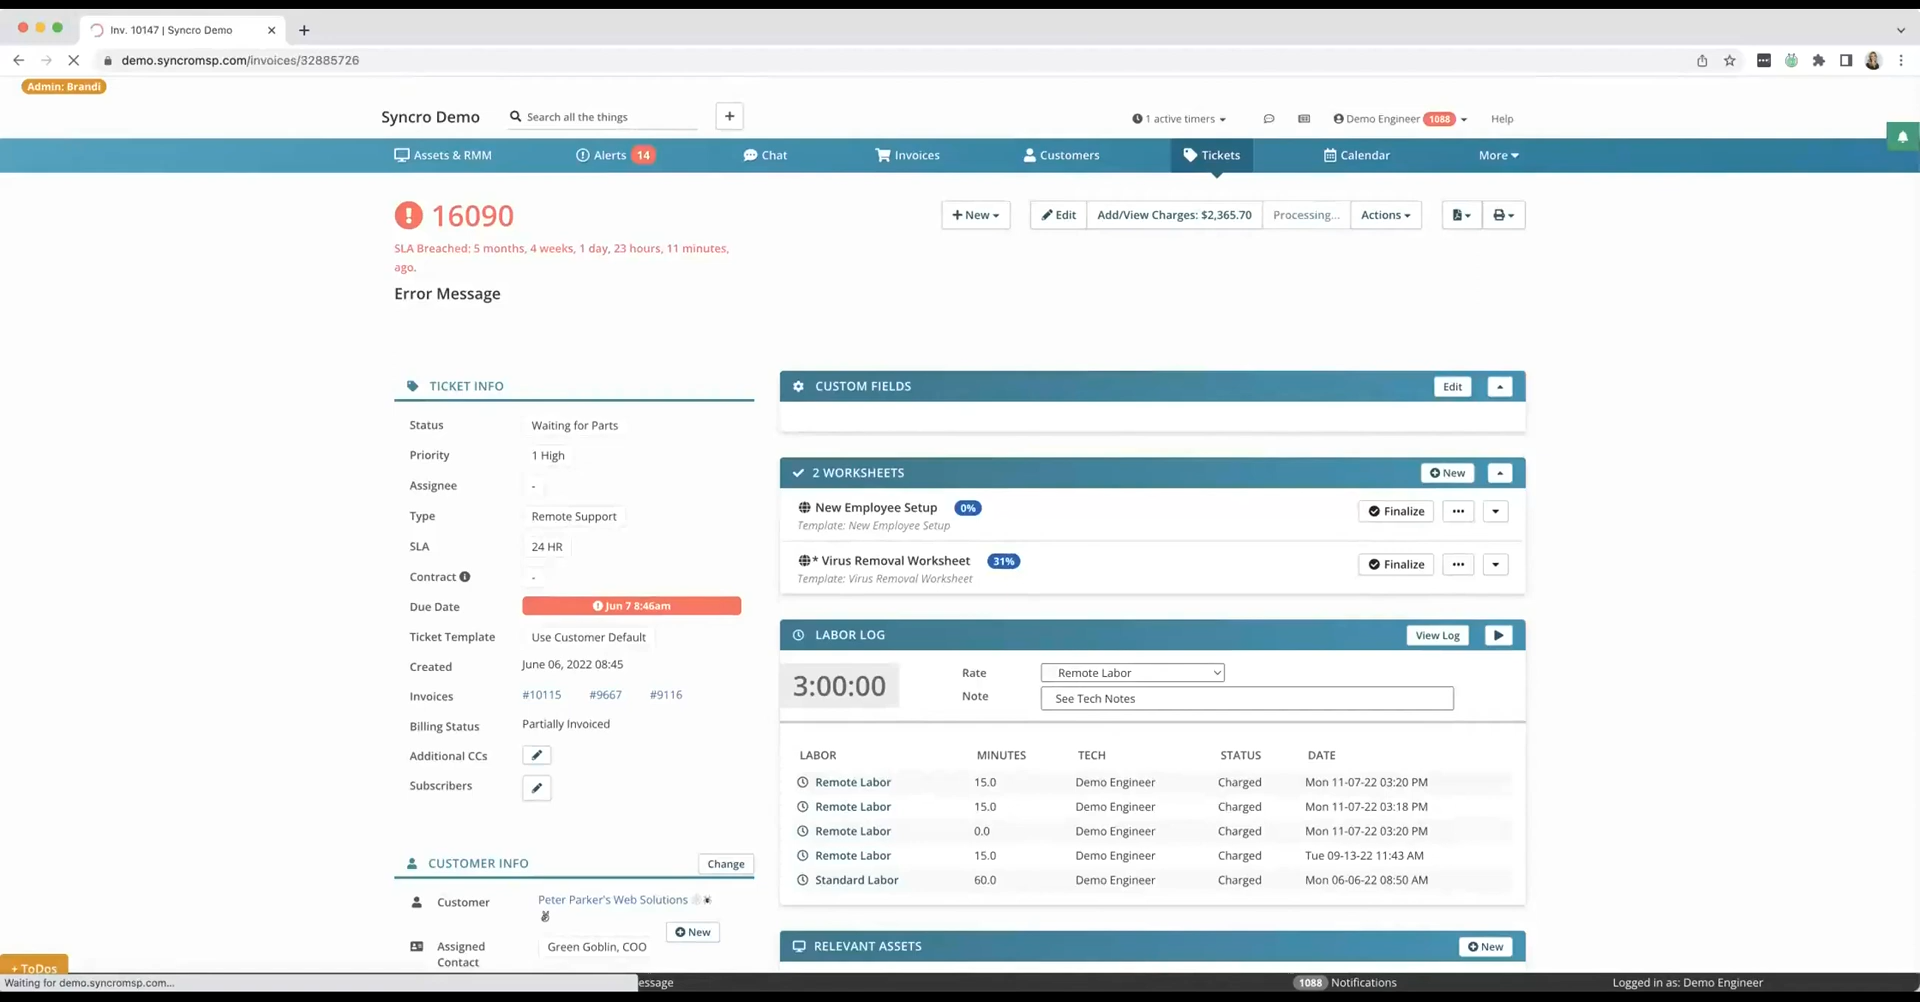 Inv. 10147 | Syncro Demo
demo.syncromsp.com/invoices/32885726
Admin: Brandi
Syncro Demo
Search all the things
1 active timers
Demo Engineer 1088
Help
Assets & RMM
Alerts 14
Chat
Invoices
Customers
Tickets
Calendar
More
16090
New
Edit
Add/View Charges: $2,365.70
Processing...
Actions
SLA Breached: 5 months, 4 weeks, 1 day, 23 hours, 11 minutes,
ago.
Error Message
TICKET INFO
Status Waiting for Parts
Priority 1 High
Assignee -
Type Remote Support
SLA 24 HR
Contract -
Due Date Jun 7 8:46am
Ticket Template Use Customer Default
Created June 06, 2022 08:45
Invoices #10115 #9667 #9116
Billing Status Partially Invoiced
Additional CCs
Subscribers
CUSTOMER INFO Change
Customer Peter Parker's Web Solutions
New
Assigned Green Goblin, COO
Contact
CUSTOM FIELDS Edit
2 WORKSHEETS New
New Employee Setup 0% Finalize
Template: New Employee Setup
* Virus Removal Worksheet 31% Finalize
Template: Virus Removal Worksheet
LABOR LOG View Log
3:00:00
Rate Remote Labor
Note See Tech Notes
LABOR MINUTES TECH STATUS DATE
Remote Labor 15.0 Demo Engineer Charged Mon 11-07-22 03:20 PM
Remote Labor 15.0 Demo Engineer Charged Mon 11-07-22 03:18 PM
Remote Labor 0.0 Demo Engineer Charged Mon 11-07-22 03:20 PM
Remote Labor 15.0 Demo Engineer Charged Tue 09-13-22 11:43 AM
Standard Labor 60.0 Demo Engineer Charged Mon 06-06-22 08:50 AM
RELEVANT ASSETS New
+ ToDos
Waiting for demo.syncromsp.com...
essage
1088 Notifications
Logged in as: Demo Engineer